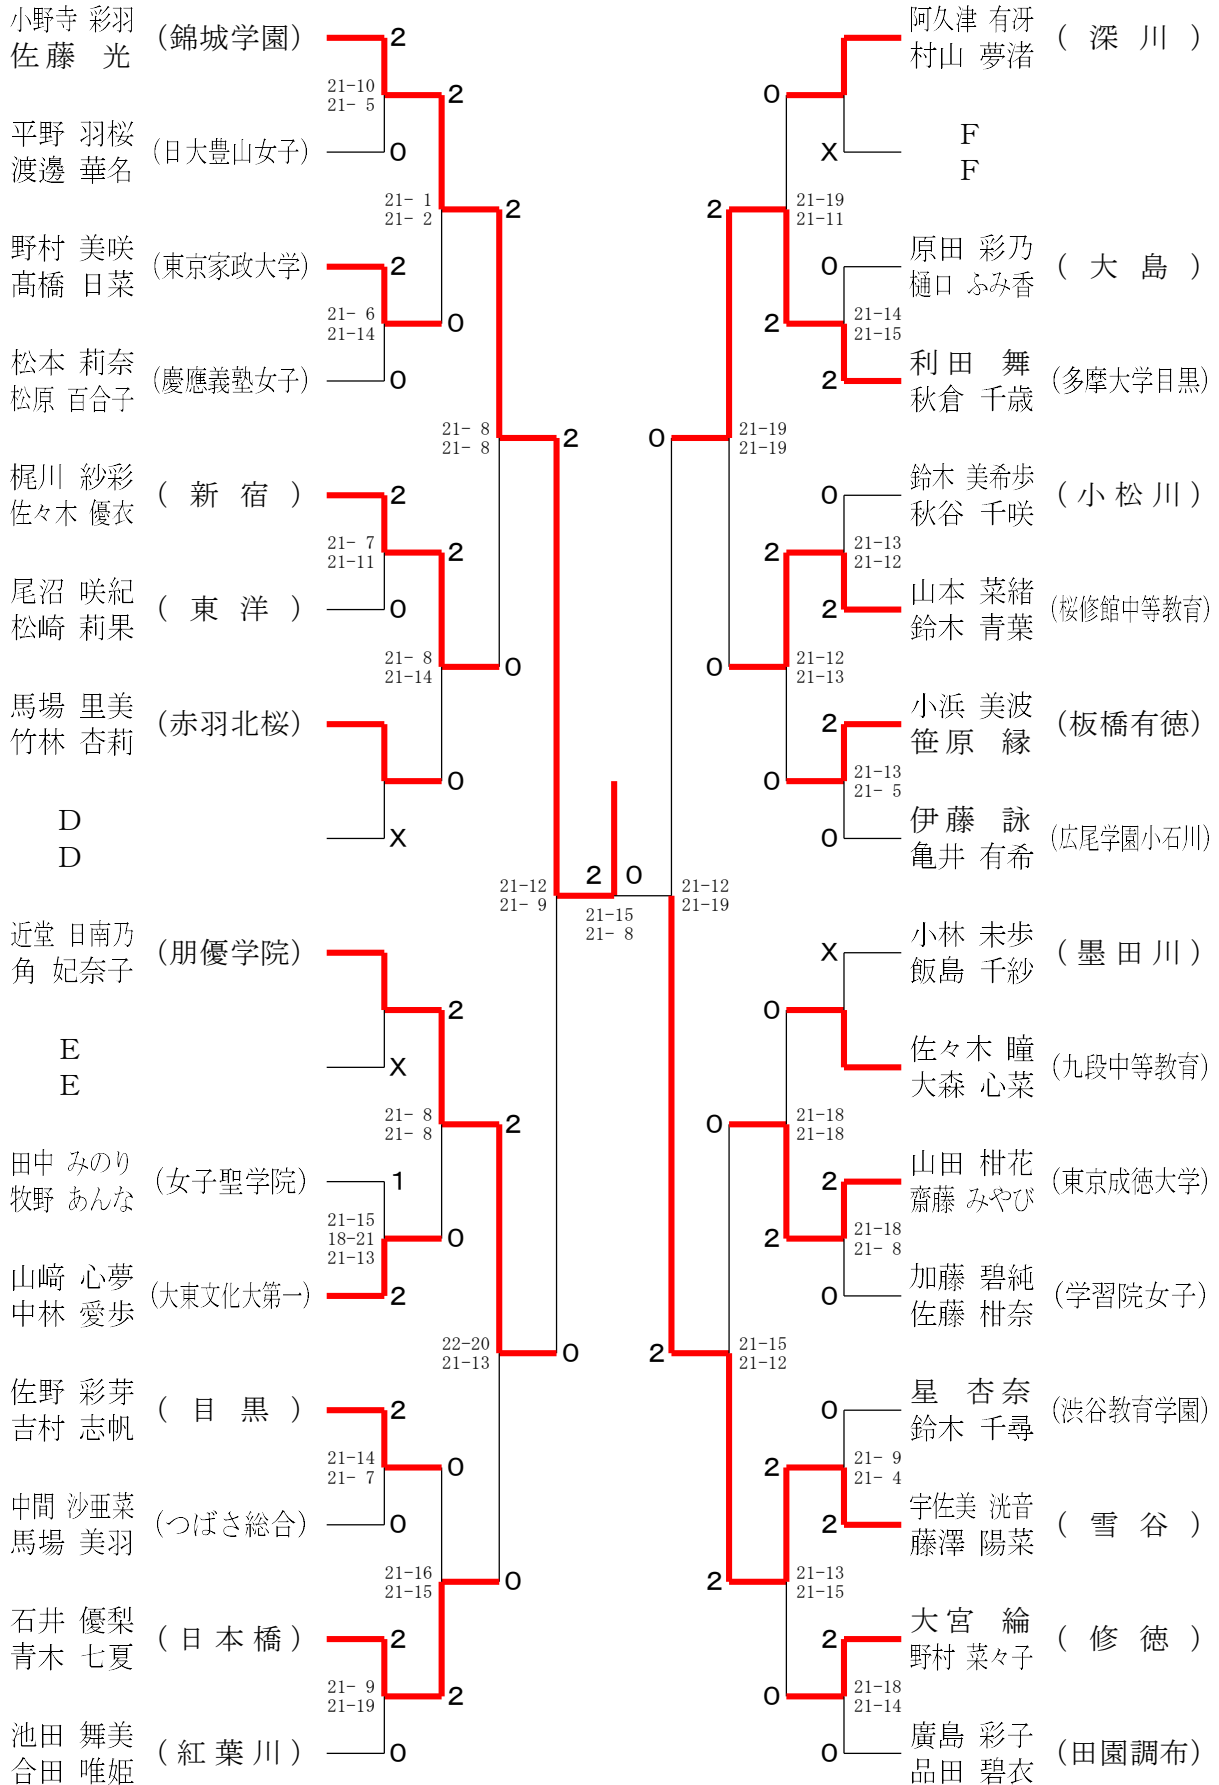 小野寺 彩羽
佐藤 光
(錦城学園)
2
21-10
21- 5
2
平野 羽桜
渡邊 華名
(日大豊山女子)
0
21- 1
21- 2
2
野村 美咲
髙橋 日菜
(東京家政大学)
2
21- 6
21-14
0
松本 莉奈
松原 百合子
(慶應義塾女子)
0
21- 8
21- 8
2
梶川 紗彩
佐々木 優衣
(新宿)
2
21- 7
21-11
2
尾沼 咲紀
松崎 莉果
(東洋)
0
21- 8
21-14
0
馬場 里美
竹林 杏莉
(赤羽北桜)
0
D
D
X
21-12
21- 9
2 0
21-15
21- 8
近堂 日南乃
角 妃奈子
(朋優学院)
2
E
E
X
21- 8
21- 8
2
田中 みのり
牧野 あんな
(女子聖学院)
1
21-15
18-21
21-13
0
山﨑 心夢
中林 愛歩
(大東文化大第一)
2
22-20
21-13
0
佐野 彩芽
吉村 志帆
(目黒)
2
21-14
21- 7
0
中間 沙亜菜
馬場 美羽
(つばさ総合)
0
21-16
21-15
0
石井 優梨
青木 七夏
(日本橋)
2
21- 9
21-19
2
池田 舞美
合田 唯姫
(紅葉川)
0
阿久津 有冴
村山 夢渚
(深川)
0
F
F
X
21-19
21-11
2
原田 彩乃
樋口 ふみ香
(大島)
0
21-14
21-15
2
利田 舞
秋倉 千歳
(多摩大学目黒)
2
21-19
21-19
0
鈴木 美希歩
秋谷 千咲
(小松川)
0
21-13
21-12
2
山本 菜緒
鈴木 青葉
(桜修館中等教育)
2
21-12
21-13
0
小浜 美波
笹原 縁
(板橋有徳)
2
21-13
21- 5
0
伊藤 詠
亀井 有希
(広尾学園小石川)
0
21-12
21-19
小林 未歩
飯島 千紗
(墨田川)
X
0
佐々木 瞳
大森 心菜
(九段中等教育)
21-18
21-18
0
山田 柑花
齋藤 みやび
(東京成徳大学)
2
21-18
21- 8
2
加藤 碧純
佐藤 柑奈
(学習院女子)
0
21-15
21-12
2
星 杏奈
鈴木 千尋
(渋谷教育学園)
0
21- 9
21- 4
2
宇佐美 洸音
藤澤 陽菜
(雪谷)
2
21-13
21-15
2
大宮 綸
野村 菜々子
(修徳)
2
21-18
21-14
0
廣島 彩子
品田 碧衣
(田園調布)
0